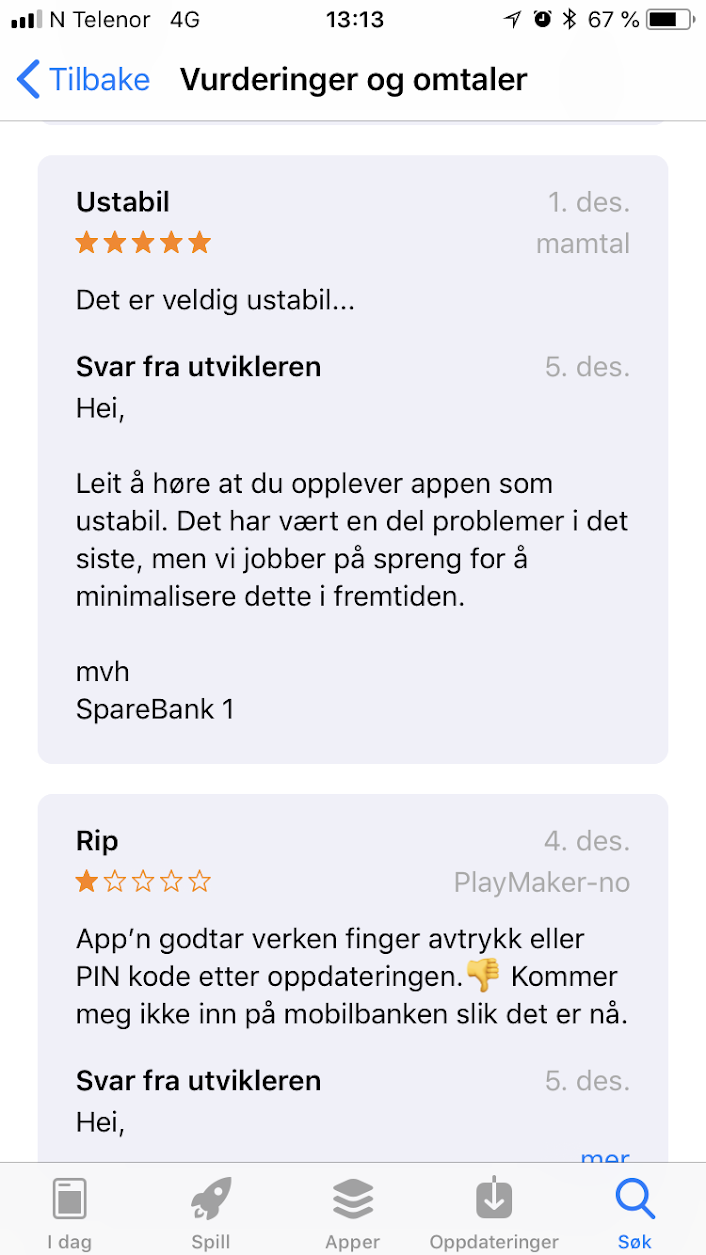 N Telenor 4G 13:13 67 %
Tilbake Vurderinger og omtaler
Ustabil 1. des.
mamtal
Det er veldig ustabil...
Svar fra utvikleren 5. des.
Hei,
Leit å høre at du opplever appen som
ustabil. Det har vært en del problemer i det
siste, men vi jobber på spreng for å
minimalisere dette i fremtiden.
mvh
SpareBank 1
Rip 4. des.
PlayMaker-no
App’n godtar verken finger avtrykk eller
PIN kode etter oppdateringen.👎 Kommer
meg ikke inn på mobilbanken slik det er nå.
Svar fra utvikleren 5. des.
Hei,
mer
I dag Spill Apper Oppdateringer Søk